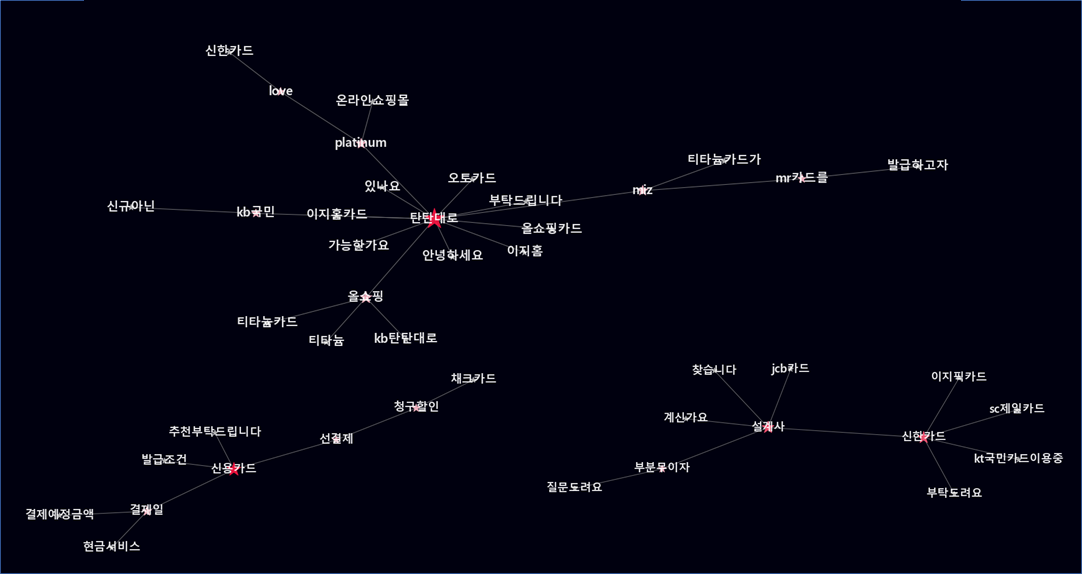 신한카드
love
온라인쇼핑몰
platinum
티타늄카드가
발급하고자
mr카드를
오토카드
있나요
miz
부탁드립니다
신규아닌
kb국민
이지홈카드
탄탄대로
올쇼핑카드
가능할가요
안녕하세요
이지홈
올쇼핑
티타늄카드
티타늄
kb탄탄대로
채크카드
청구할인
찾습니다
jcb카드
이지픽카드
sc제일카드
계신가요
설계사
신한카드
추천부탁드립니다
선결제
발급조건
신용카드
부분몫이자
kt국민카드이용중
질문드려요
부탁드려요
결제일
결제예정금액
현금서비스